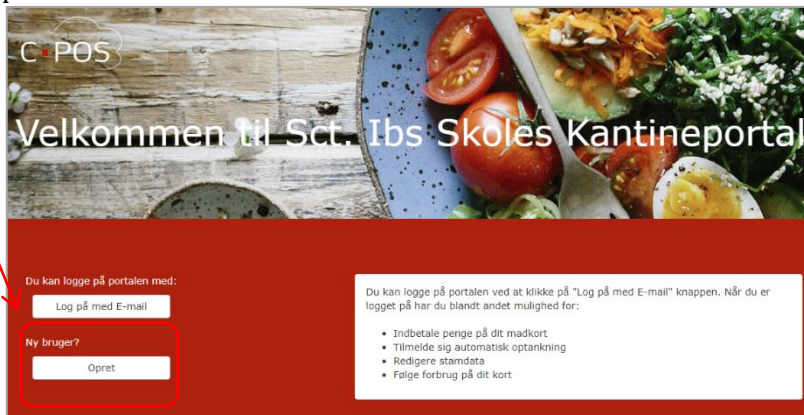 C POS
Velkommen til Sct. Ibs Skoles Kantineportal
Du kan logge på portalen med:
Log på med E-mail
Ny bruger?
Opret
Du kan logge på portalen ved at klikke på "Log på med E-mail" knappen. Når du er
logget på har du blandt andet mulighed for:
• Indbetale penge på dit madkort
• Tilmelde sig automatisk optankning
• Redigere stamdata
• Følge forbrug på dit kort